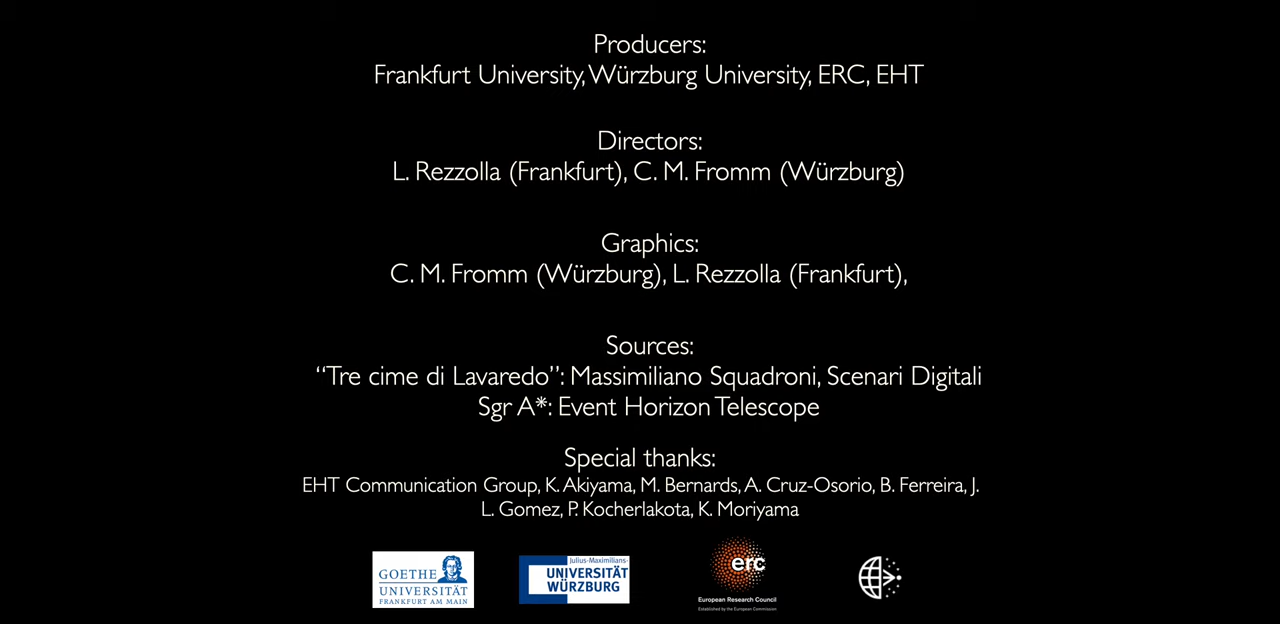 Producers:
Frankfurt University, Würzburg University, ERC, EHT
Directors:
L. Rezzolla (Frankfurt), C. M. Fromm (Würzburg)
Graphics:
C. M. Fromm (Würzburg), L. Rezzolla (Frankfurt),
Sources:
“Tre cime di Lavaredo”: Massimiliano Squadroni, Scenari Digitali
Sgr A*: Event Horizon Telescope
Special thanks:
EHT Communication Group, K. Akiyama, M. Bernards, A. Cruz-Osorio, B. Ferreira, J.
L. Gomez, P. Kocherlakota, K. Moriyama
GOETHE
UNIVERSITÄT
FRANKFURT AM MAIN
Julius-Maximilians-
UNIVERSITÄT
WÜRZBURG
erc
European Research Council
Established by the European Commission